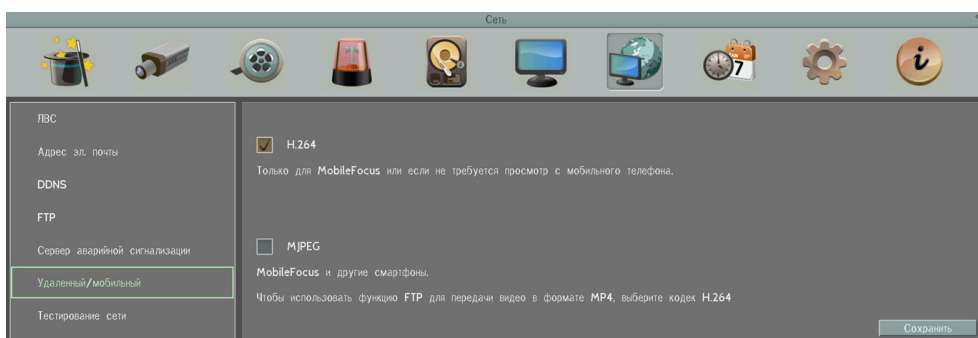 Сеть
7
i
ЛВС
Адрес эл. почты
DDNS
FTP
Сервер аварийной сигнализации
Удаленный/мобильный
Тестирование сети
H.264
Только для MobileFocus или если не требуется просмотр с мобильного телефона.
MJPEG
MobileFocus и другие смартфоны.
Чтобы использовать функцию FTP для передачи видео в формате MP4, выберите кодек H.264
Сохранить